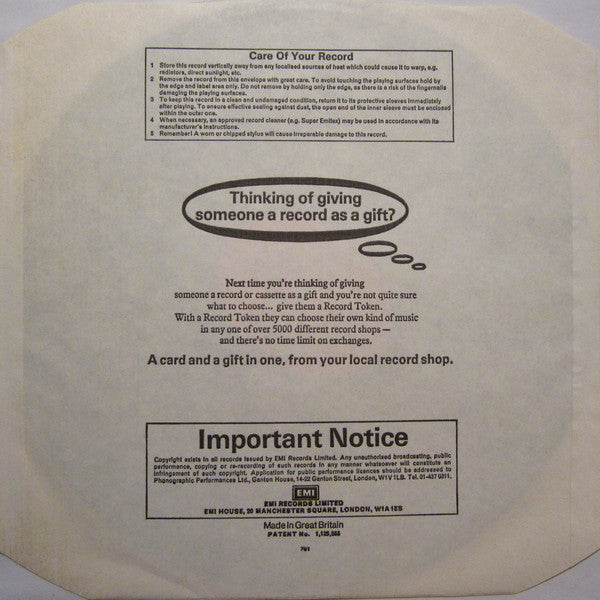 Care Of Your Record
1 Store this record vertically away from any localised sources of heat which could cause it to warp, e.g.
radiators, direct sunlight, etc.
2 Remove the record from this envelope with great care. To avoid touching the playing surfaces hold by
the edge and label area only. Do not remove by holding only the edge, as there is a risk of the fingernails
damaging the playing surfaces.
3 To keep this record in a clean and undamaged condition, return it to its protective sleeves immediately
after playing. To ensure effective sealing against dust, the open end of the inner sleeve must be enclosed
within the outer one.
4 When necessary, an approved record cleaner (e.g. Super Emitex) may be used in accordance with its
manufacturer's instructions.
5 Remember! A worn or chipped stylus will cause irreparable damage to this record.
Thinking of giving
someone a record as a gift?
Next time you're thinking of giving
someone a record or cassette as a gift and you're not quite sure
what to choose... give them a Record Token.
With a Record Token they can choose their own kind of music
in any one of over 5000 different record shops—
and there's no time limit on exchanges.
A card and a gift in one, from your local record shop.
Important Notice
Copyright exists in all records issued by EMI Records Limited. Any unauthorised broadcasting, public
performance, copying or re-recording of such records in any manner whatsoever will constitute an
infringement of such copyright. Application for public performance licences should be addressed to
Phonographic Performances Ltd., Ganton House, 14-22 Ganton Street, London, W1V 1LB. Tel. 01-437 0311.
EMI
EMI RECORDS LIMITED
EMI HOUSE, 20 MANCHESTER SQUARE, LONDON, W1A 1ES
Made in Great Britain
PATENT No. 1,125,555